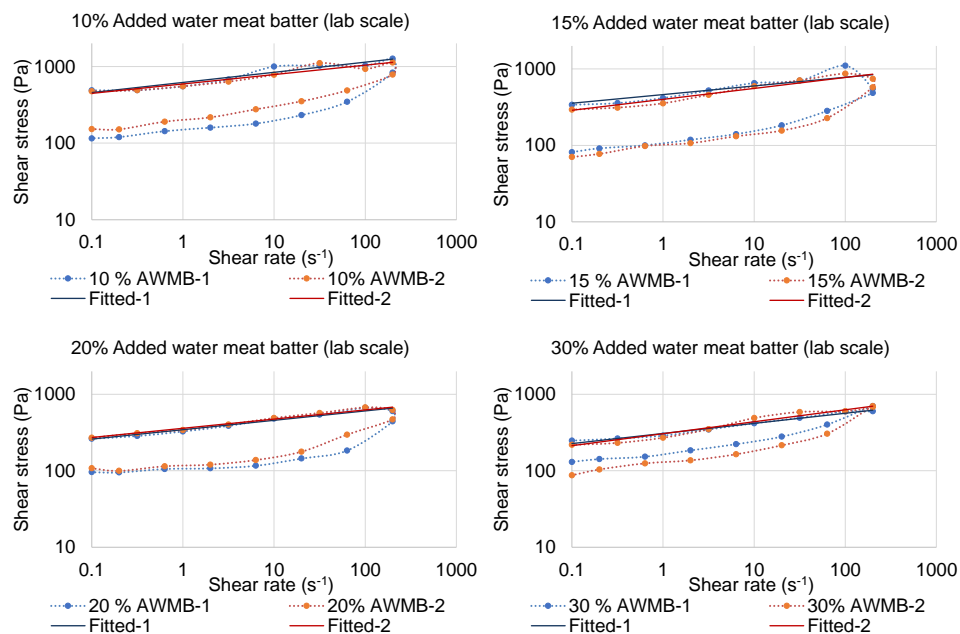 10% Added water meat batter (lab scale)
Shear stress (Pa)
1000
100
10
0.1 1 10 100 1000
Shear rate (s⁻¹)
10 % AWMB-1 10% AWMB-2
Fitted-1 Fitted-2
15% Added water meat batter (lab scale)
Shear stress (Pa)
1000
100
10
0.1 1 10 100 1000
Shear rate (s⁻¹)
15 % AWMB-1 15% AWMB-2
Fitted-1 Fitted-2
20% Added water meat batter (lab scale)
Shear stress (Pa)
1000
100
10
0.1 1 10 100 1000
Shear rate (s⁻¹)
20 % AWMB-1 20% AWMB-2
Fitted-1 Fitted-2
30% Added water meat batter (lab scale)
Shear stress (Pa)
1000
100
10
0.1 1 10 100 1000
Shear rate (s⁻¹)
30 % AWMB-1 30% AWMB-2
Fitted-1 Fitted-2